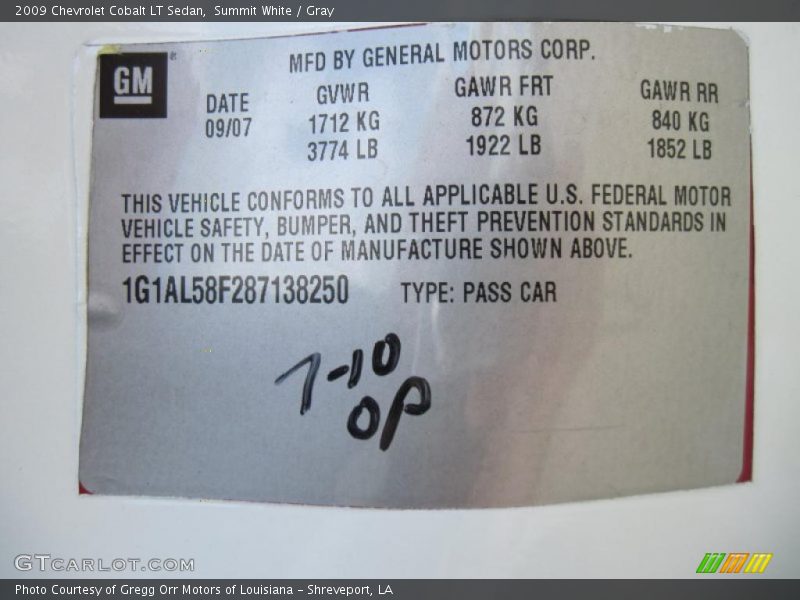 2009 Chevrolet Cobalt LT Sedan, Summit White / Gray
MFD BY GENERAL MOTORS CORP.
GM ®
DATE GVWR GAWR FRT GAWR RR
09/07 1712 KG 872 KG 840 KG
3774 LB 1922 LB 1852 LB
THIS VEHICLE CONFORMS TO ALL APPLICABLE U.S. FEDERAL MOTOR
VEHICLE SAFETY, BUMPER, AND THEFT PREVENTION STANDARDS IN
EFFECT ON THE DATE OF MANUFACTURE SHOWN ABOVE.
1G1AL58F287138250 TYPE: PASS CAR
7-10
OP
GTCARLOT.COM
Photo Courtesy of Gregg Orr Motors of Louisiana - Shreveport, LA